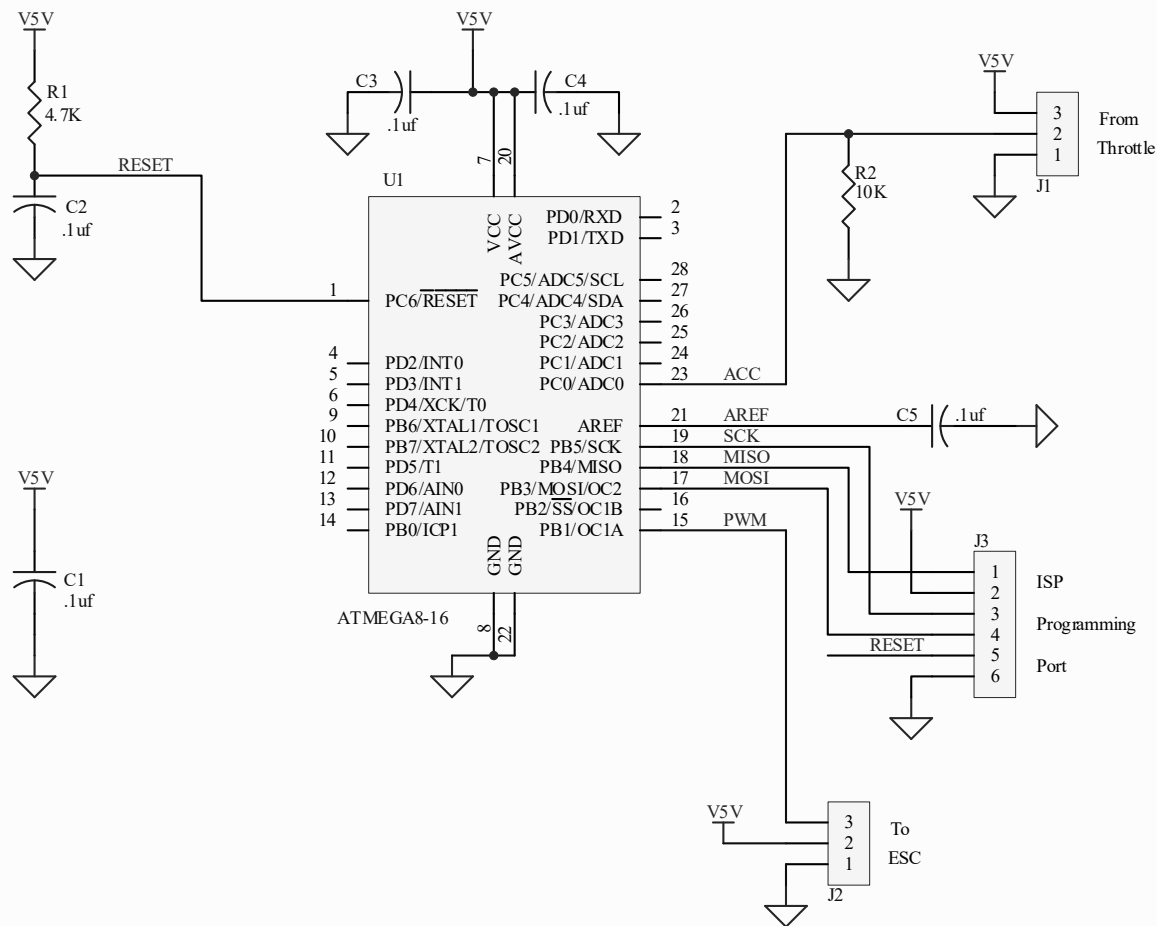 V5V
R1
4.7K
RESET
C2
.1uf
V5V
C3
.1uf
C4
.1uf
7
20
U1
VCC
AVCC
1
PC6/RESET
4
PD2/INT0
5
PD3/INT1
6
PD4/XCK/T0
9
PB6/XTAL1/TOSC1
10
PB7/XTAL2/TOSC2
11
PD5/T1
12
PD6/AIN0
13
PD7/AIN1
14
PB0/ICP1
PD0/RXD
2
PD1/TXD
3
PC5/ADC5/SCL
28
PC4/ADC4/SDA
27
PC3/ADC3
26
PC2/ADC2
25
PC1/ADC1
24
PC0/ADC0
23
ACC
AREF
21
AREF
PB5/SCK
19
SCK
PB4/MISO
18
MISO
PB3/MOSI/OC2
17
MOSI
PB2/SS/OC1B
16
PB1/OC1A
15
PWM
GND
GND
ATMEGA8-16
8
22
V5V
3
2
1
J1
From
Throttle
R2
10K
C5
.1uf
V5V
J3
1
2
3
4
5
6
RESET
ISP
Programming
Port
V5V
C1
.1uf
V5V
3
2
1
J2
To
ESC